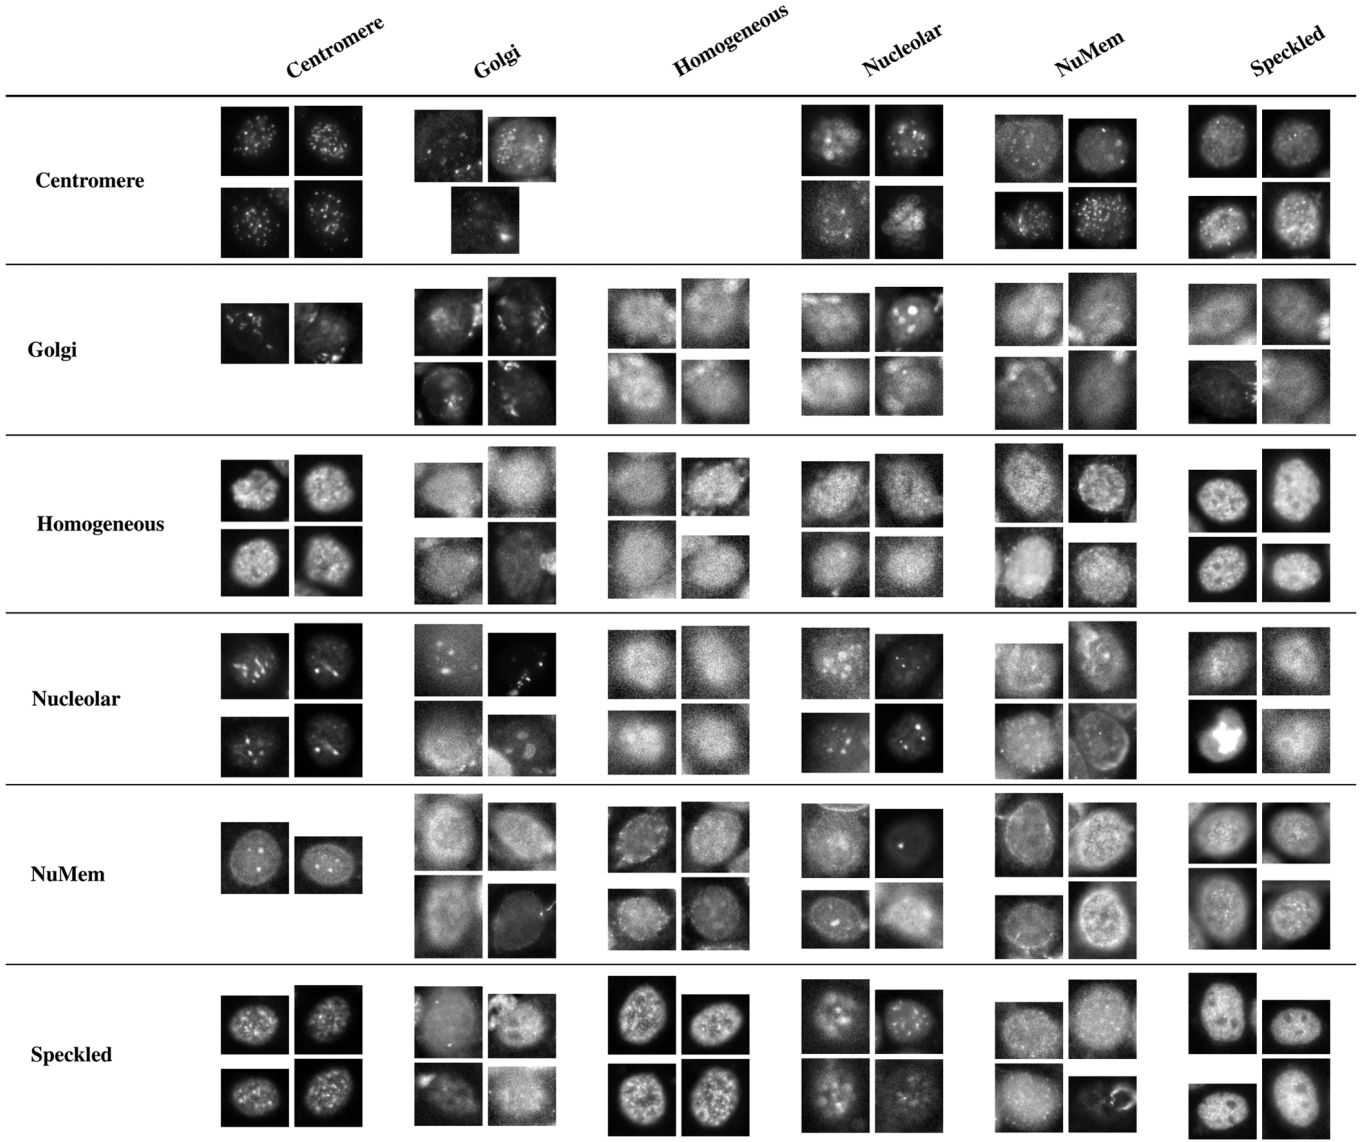 Centromere Golgi Homogeneous Nucleolar NuMem Speckled
Centromere
Golgi
Homogeneous
Nucleolar
NuMem
Speckled